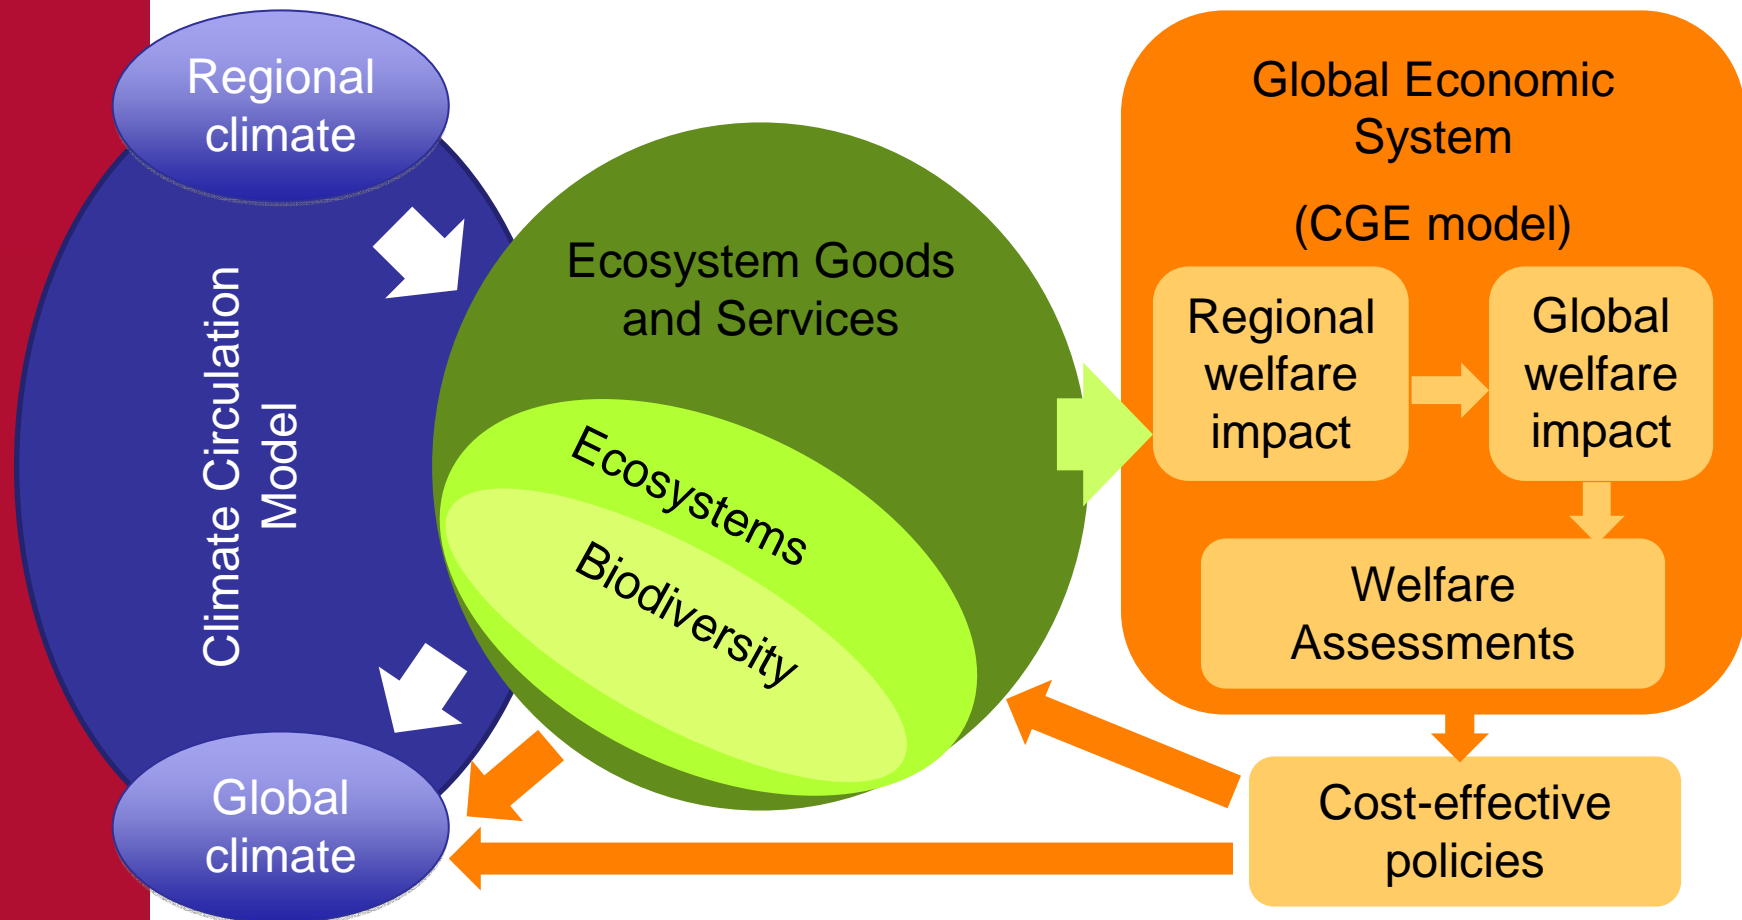 Regional
climate
Climate Circulation
Model
Global
climate
Ecosystem Goods
and Services
Ecosystems
Biodiversity
Global Economic
System
(CGE model)
Regional
welfare
impact
Global
welfare
impact
Welfare
Assessments
Cost-effective
policies